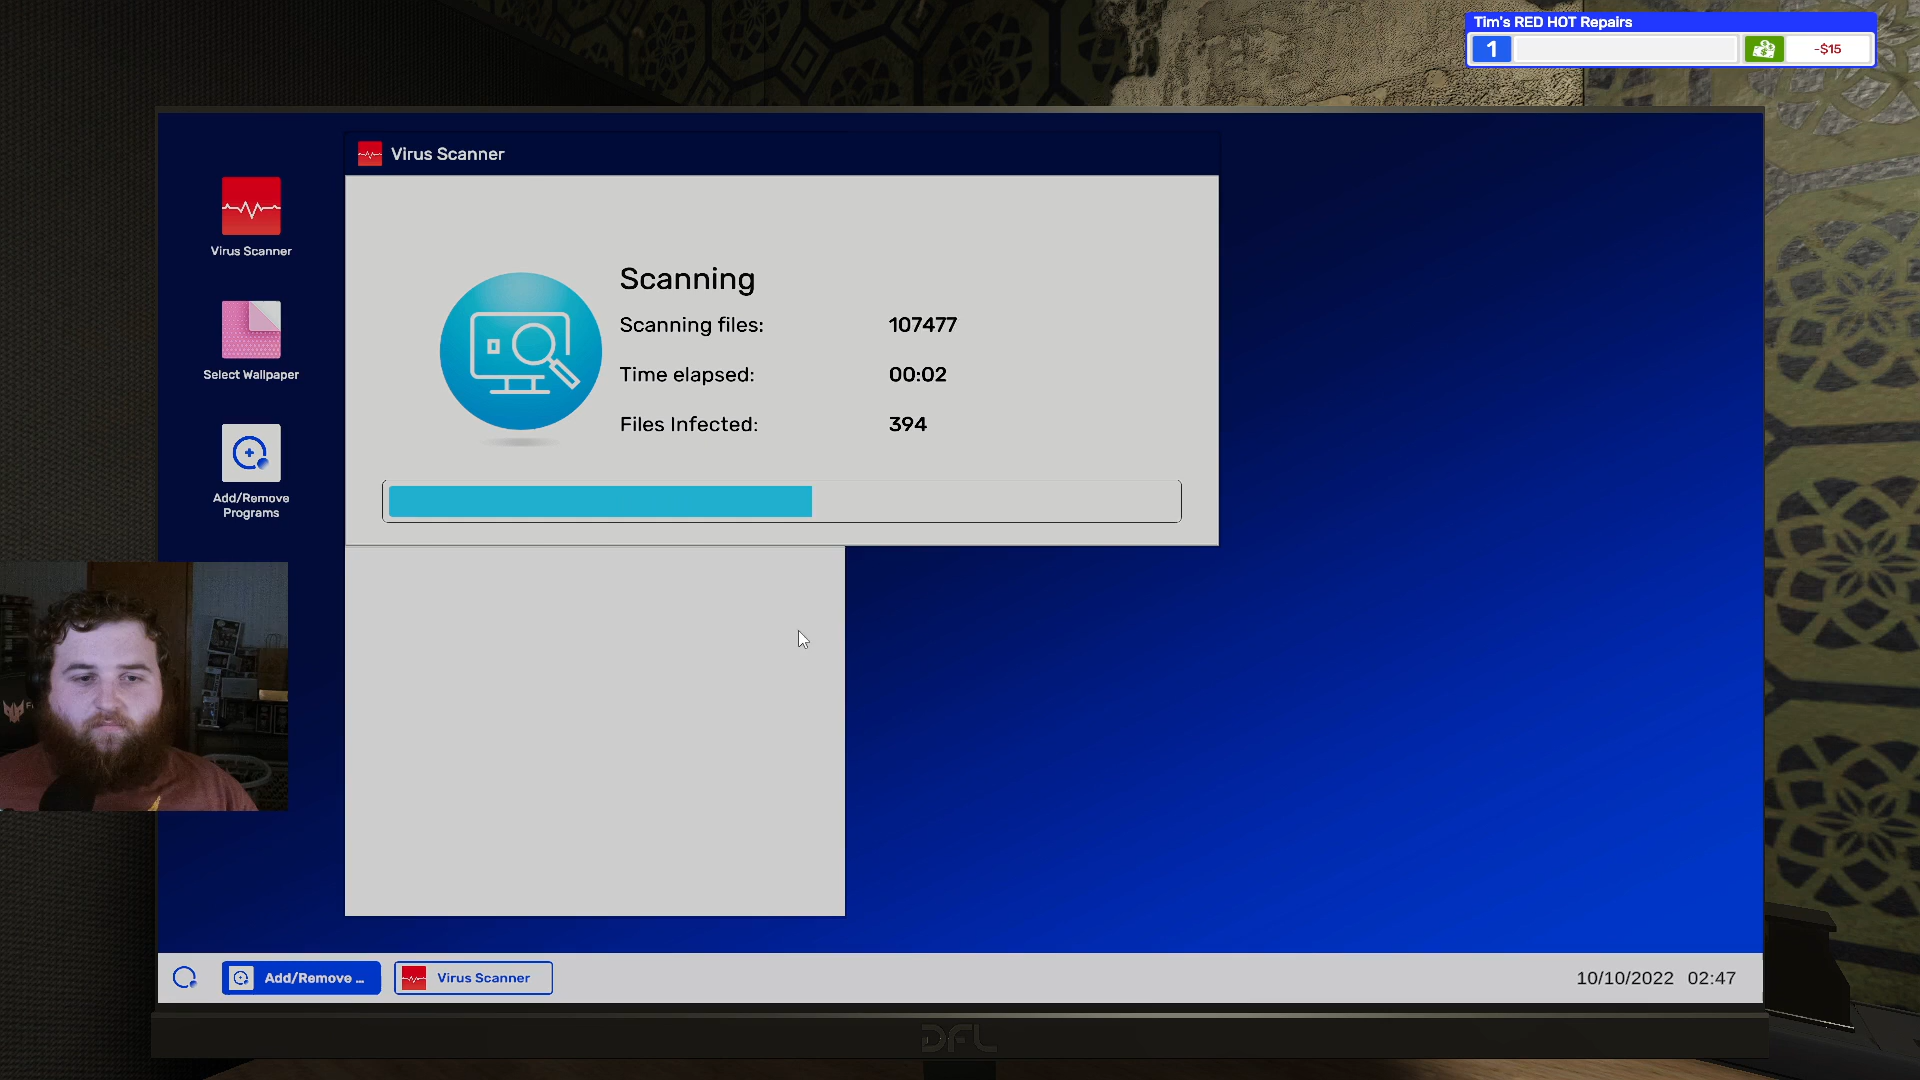 Tim's RED HOT Repairs
1
-$15
Virus Scanner
Virus Scanner
Select Wallpaper
Add/Remove
Programs
Scanning
Scanning files: 107477
Time elapsed: 00:02
Files Infected: 394
Add/Remove ...
Virus Scanner
10/10/2022 02:47
DFL